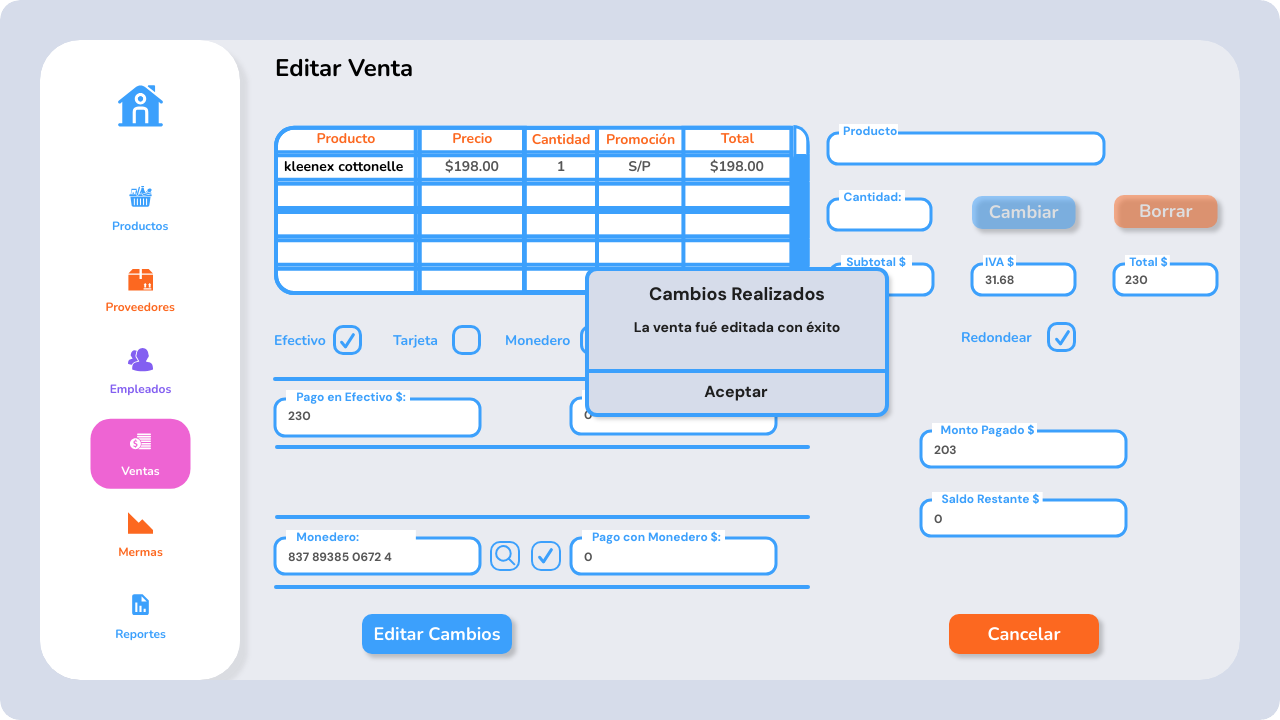 Editar Venta
Productos
Proveedores
Empleados
Ventas
Mermas
Reportes
Producto Precio Cantidad Promoción Total
kleenex cottonelle $198.00 1 S/P $198.00
Producto
Cantidad:
Cambiar
Borrar
Subtotal $
IVA $
31.68
Total $
230
Efectivo
Tarjeta
Monedero
Redondear
Cambios Realizados
La venta fué editada con éxito
Aceptar
Pago en Efectivo $:
230
0
Monto Pagado $
203
Saldo Restante $
0
Monedero:
837 89385 0672 4
Pago con Monedero $:
0
Editar Cambios
Cancelar